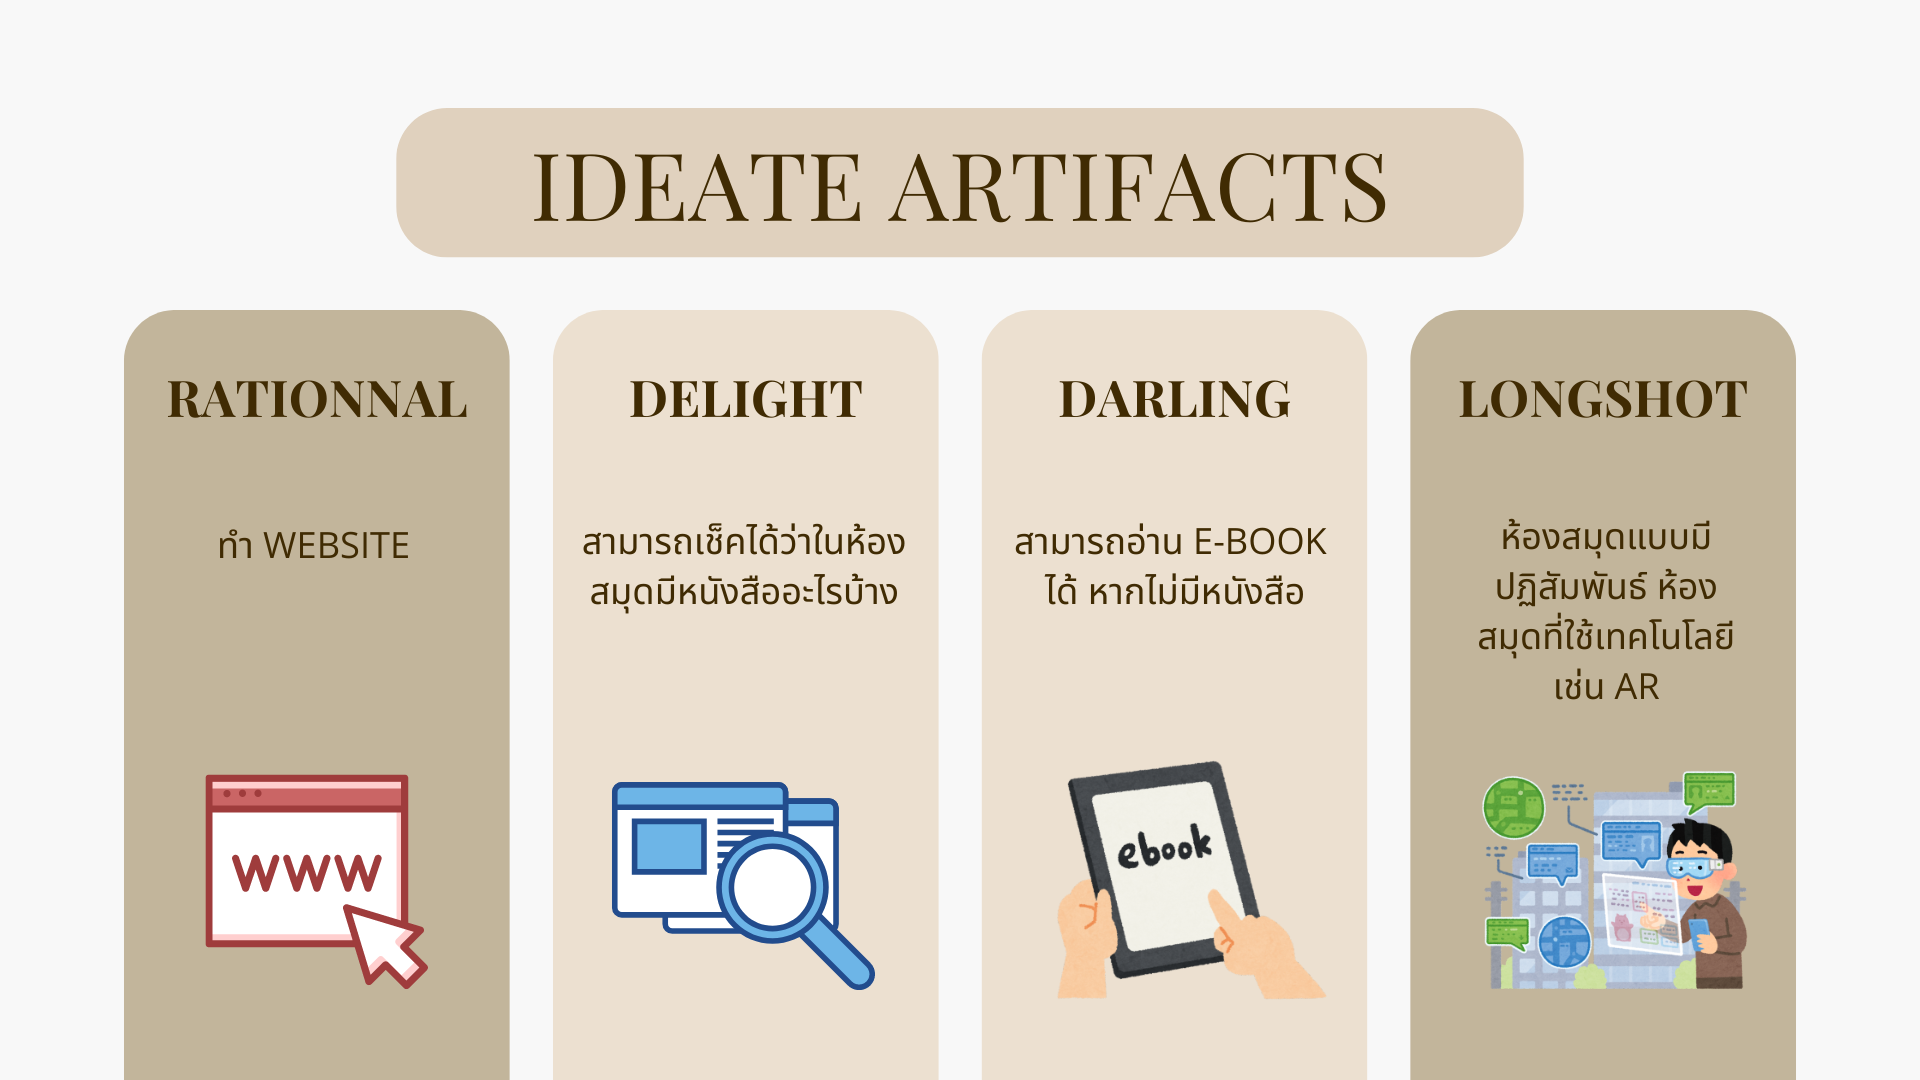 IDEATE ARTIFACTS
RATIONNAL
ทำ WEBSITE
WWW
DELIGHT
สามารถเช็คได้ว่าในห้อง
สมุดมีหนังสืออะไรบ้าง
DARLING
สามารถอ่าน E-BOOK
ได้ หากไม่มีหนังสือ
ebook
LONGSHOT
ห้องสมุดแบบมี
ปฏิสัมพันธ์ ห้อง
สมุดที่ใช้เทคโนโลยี
เช่น AR